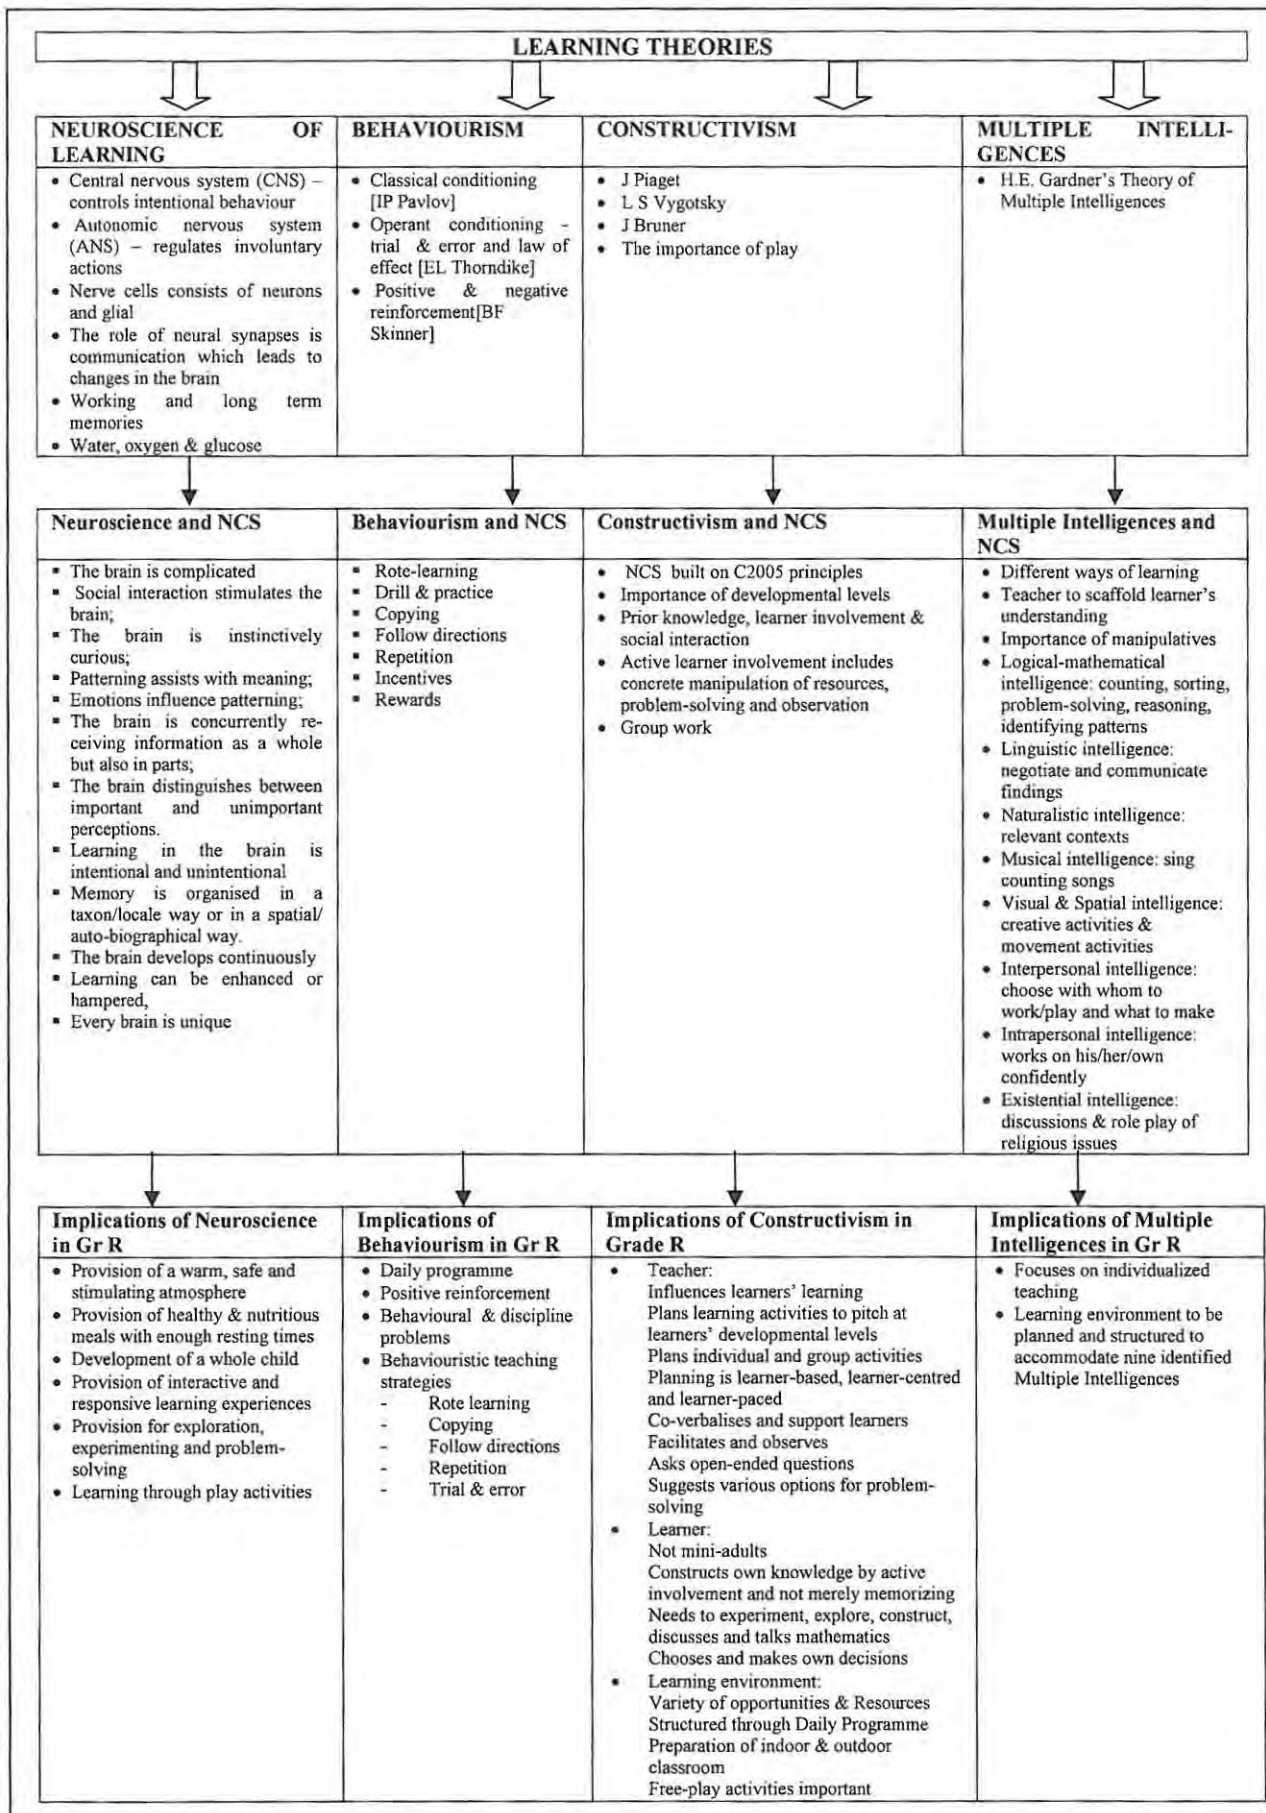 LEARNING THEORIES
NEUROSCIENCE OF
LEARNING
• Central nervous system (CNS) –
controls intentional behaviour
• Autonomic nervous system
(ANS) – regulates involuntary
actions
• Nerve cells consists of neurons
and glial
• The role of neural synapses is
communication which leads to
changes in the brain
• Working and long term
memories
• Water, oxygen & glucose
BEHAVIOURISM
• Classical conditioning
[IP Pavlov]
• Operant conditioning -
trial & error and law of
effect [EL Thorndike]
• Positive & negative
reinforcement[BF
Skinner]
CONSTRUCTIVISM
• J Piaget
• L S Vygotsky
• J Bruner
• The importance of play
MULTIPLE INTELLI-
GENCES
• H.E. Gardner's Theory of
Multiple Intelligences
Neuroscience and NCS
▪ The brain is complicated
▪ Social interaction stimulates the
brain;
▪ The brain is instinctively
curious;
▪ Patterning assists with meaning;
▪ Emotions influence patterning;
▪ The brain is concurrently re-
ceiving information as a whole
but also in parts;
▪ The brain distinguishes between
important and unimportant
perceptions.
▪ Learning in the brain is
intentional and unintentional
▪ Memory is organised in a
taxon/locale way or in a spatial/
auto-biographical way.
▪ The brain develops continuously
▪ Learning can be enhanced or
hampered,
▪ Every brain is unique
Behaviourism and NCS
▪ Rote-learning
▪ Drill & practice
▪ Copying
▪ Follow directions
▪ Repetition
▪ Incentives
▪ Rewards
Constructivism and NCS
• NCS built on C2005 principles
• Importance of developmental levels
• Prior knowledge, learner involvement &
social interaction
• Active learner involvement includes
concrete manipulation of resources,
problem-solving and observation
• Group work
Multiple Intelligences and
NCS
• Different ways of learning
• Teacher to scaffold learner's
understanding
• Importance of manipulatives
• Logical-mathematical
intelligence: counting, sorting,
problem-solving, reasoning,
identifying patterns
• Linguistic intelligence:
negotiate and communicate
findings
• Naturalistic intelligence:
relevant contexts
• Musical intelligence: sing
counting songs
• Visual & Spatial intelligence:
creative activities &
movement activities
• Interpersonal intelligence:
choose with whom to
work/play and what to make
• Intrapersonal intelligence:
works on his/her/own
confidently
• Existential intelligence:
discussions & role play of
religious issues
Implications of Neuroscience
in Gr R
• Provision of a warm, safe and
stimulating atmosphere
• Provision of healthy & nutritious
meals with enough resting times
• Development of a whole child
• Provision of interactive and
responsive learning experiences
• Provision for exploration,
experimenting and problem-
solving
• Learning through play activities
Implications of
Behaviourism in Gr R
• Daily programme
• Positive reinforcement
• Behavioural & discipline
problems
• Behaviouristic teaching
strategies
- Rote learning
- Copying
- Follow directions
- Repetition
- Trial & error
Implications of Constructivism in
Grade R
• Teacher:
Influences learners' learning
Plans learning activities to pitch at
learners' developmental levels
Plans individual and group activities
Planning is learner-based, learner-centred
and learner-paced
Co-verbalises and support learners
Facilitates and observes
Asks open-ended questions
Suggests various options for problem-
solving
• Learner:
Not mini-adults
Constructs own knowledge by active
involvement and not merely memorizing
Needs to experiment, explore, construct,
discusses and talks mathematics
Chooses and makes own decisions
• Learning environment:
Variety of opportunities & Resources
Structured through Daily Programme
Preparation of indoor & outdoor
classroom
Free-play activities important
Implications of Multiple
Intelligences in Gr R
• Focuses on individualized
teaching
• Learning environment to be
planned and structured to
accommodate nine identified
Multiple Intelligences